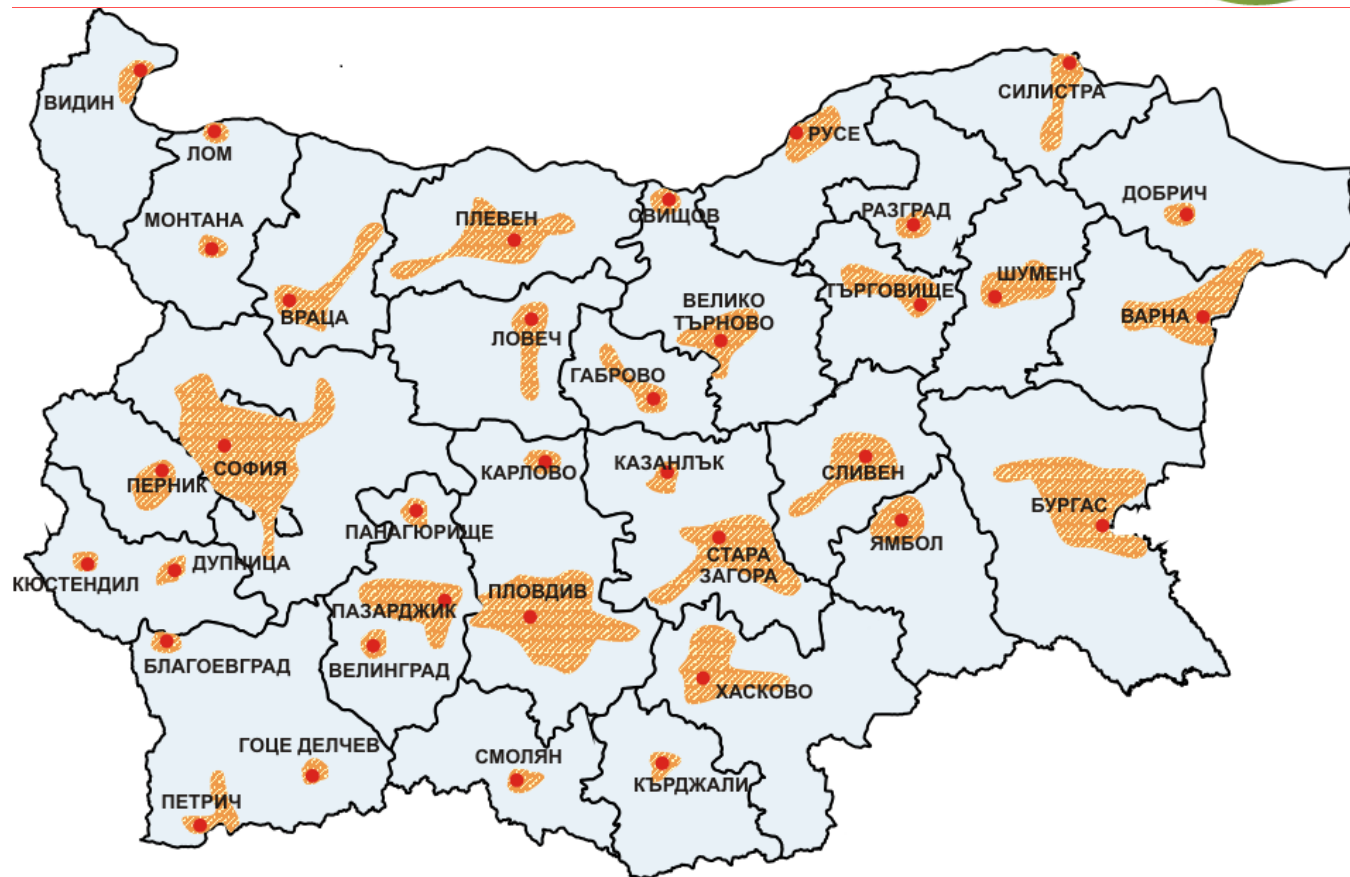 СИЛИСТРА
ВИДИН
РУСЕ
ЛОМ
ДОБРИЧ
МОНТАНА
ПЛЕВЕН
СВИЩОВ
РАЗГРАД
ШУМЕН
ТЪРГОВИЩЕ
ВЕЛИКО
ТЪРНОВО
ВРАЦА
ВАРНА
ЛОВЕЧ
ГАБРОВО
СОФИЯ
КАРЛОВО
КАЗАНЛЪК
СЛИВЕН
ПЕРНИК
БУРГАС
ПАНАГЮРИЩЕ
ЯМБОЛ
СТАРА
ЗАГОРА
ДУПНИЦА
КЮСТЕНДИЛ
ПЛОВДИВ
ПАЗАРДЖИК
БЛАГОЕВГРАД
ВЕЛИНГРАД
ХАСКОВО
ГОЦЕ ДЕЛЧЕВ
СМОЛЯН
КЪРДЖАЛИ
ПЕТРИЧ